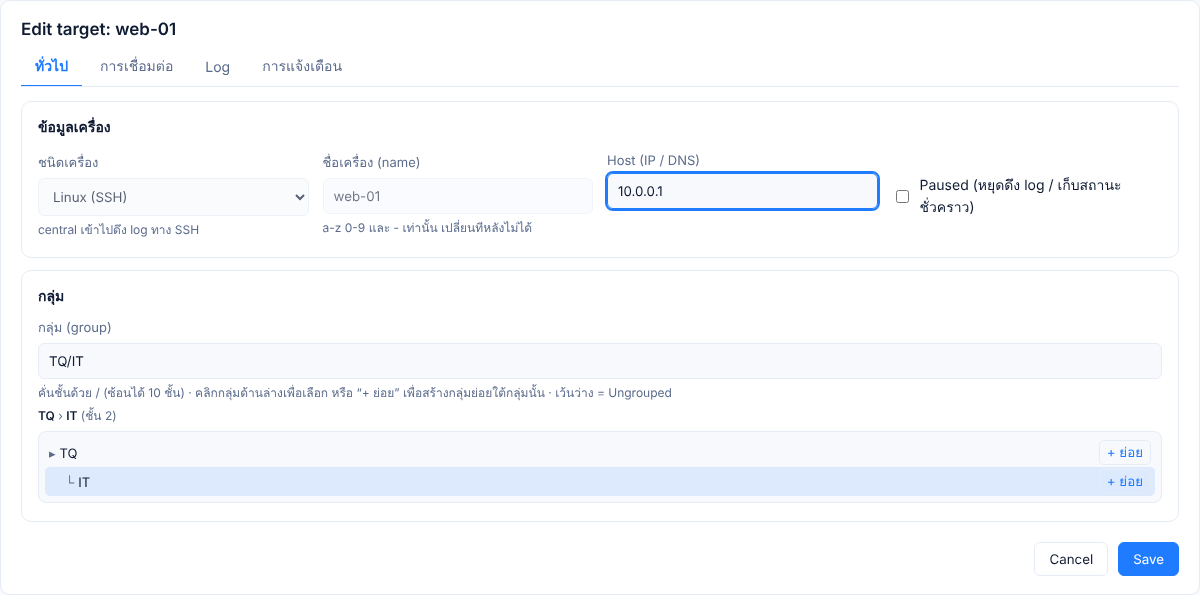 Edit target: web-01
ทั่วไป การเชื่อมต่อ Log การแจ้งเตือน
ข้อมูลเครื่อง
ชนิดเครื่อง
Linux (SSH)
central เข้าไปดึง log ทาง SSH
ชื่อเครื่อง (name)
web-01
a-z 0-9 และ - เท่านั้น เปลี่ยนทีหลังไม่ได้
Host (IP / DNS)
10.0.0.1
Paused (หยุดดึง log / เก็บสถานะ
ชั่วคราว)
กลุ่ม
กลุ่ม (group)
TQ/IT
คั่นชั้นด้วย / (ซ้อนได้ 10 ชั้น) · คลิกกลุ่มด้านล่างเพื่อเลือก หรือ “+ ย่อย” เพื่อสร้างกลุ่มย่อยใต้กลุ่มนั้น · เว้นว่าง = Ungrouped
TQ › IT (ชั้น 2)
▸ TQ + ย่อย
└ IT + ย่อย
Cancel Save